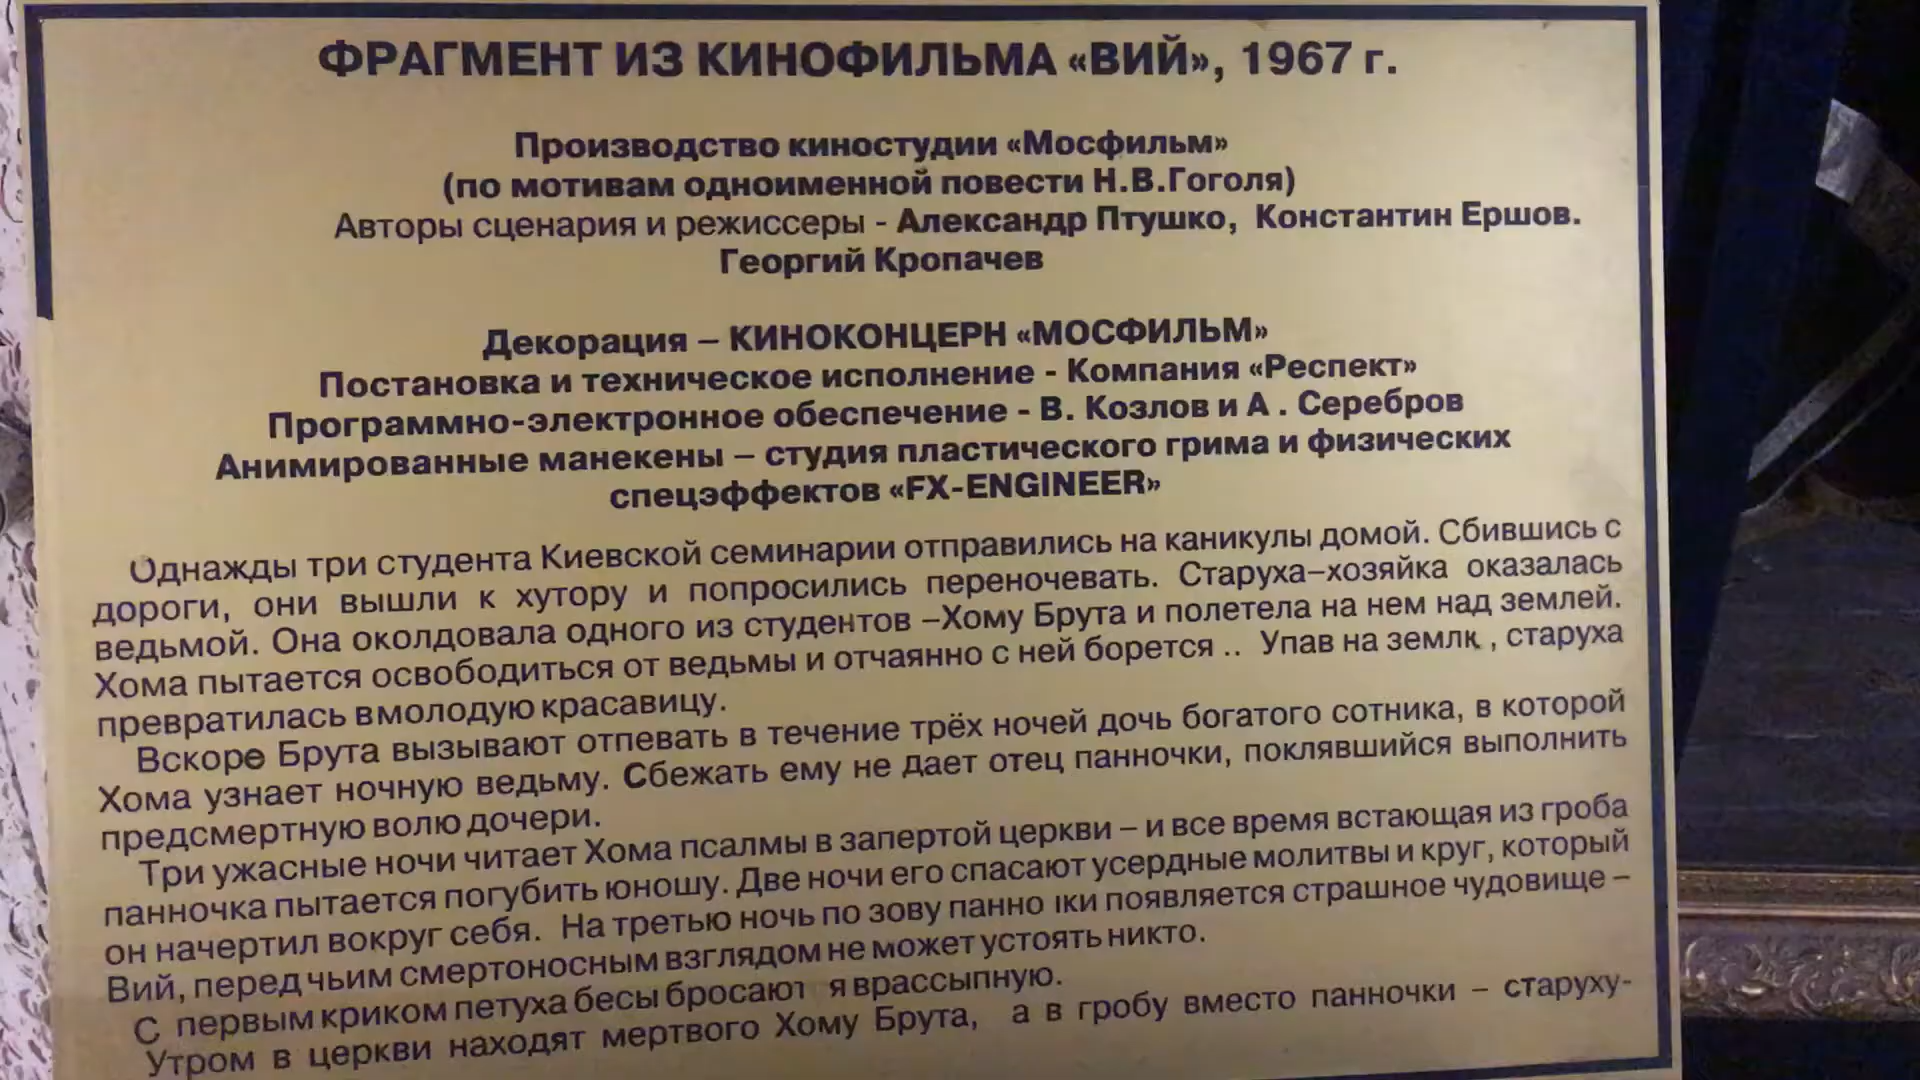 ФРАГМЕНТ ИЗ КИНОФИЛЬМА «ВИЙ», 1967 г.
Производство киностудии «Мосфильм»
(по мотивам одноименной повести Н.В.Гоголя)
Авторы сценария и режиссеры - Александр Птушко, Константин Ершов.
Георгий Кропачев
Декорация – КИНОКОНЦЕРН «МОСФИЛЬМ»
Постановка и техническое исполнение - Компания «Респект»
Программно-электронное обеспечение - В. Козлов и А . Серебров
Анимированные манекены – студия пластического грима и физических
спецэффектов «FX-ENGINEER»
Однажды три студента Киевской семинарии отправились на каникулы домой. Сбившись с
дороги, они вышли к хутору и попросились переночевать. Старуха–хозяйка оказалась
ведьмой. Она околдовала одного из студентов –Хому Брута и полетела на нем над землей.
Хома пытается освободиться от ведьмы и отчаянно с ней борется .. Упав на землк , старуха
превратилась в молодую красавицу.
Вскоре Брута вызывают отпевать в течение трёх ночей дочь богатого сотника, в которой
Хома узнает ночную ведьму. Сбежать ему не дает отец панночки, поклявшийся выполнить
предсмертную волю дочери.
Три ужасные ночи читает Хома псалмы в запертой церкви – и все время встающая из гроба
панночка пытается погубить юношу. Две ночи его спасают усердные молитвы и круг, который
он начертил вокруг себя. На третью ночь по зову панно ки появляется страшное чудовище –
Вий, перед чьим смертоносным взглядом не может устоять никто.
С первым криком петуха бесы бросают я врассыпную.
Утром в церкви находят мертвого Хому Брута, а в гробу вместо панночки – старуху-